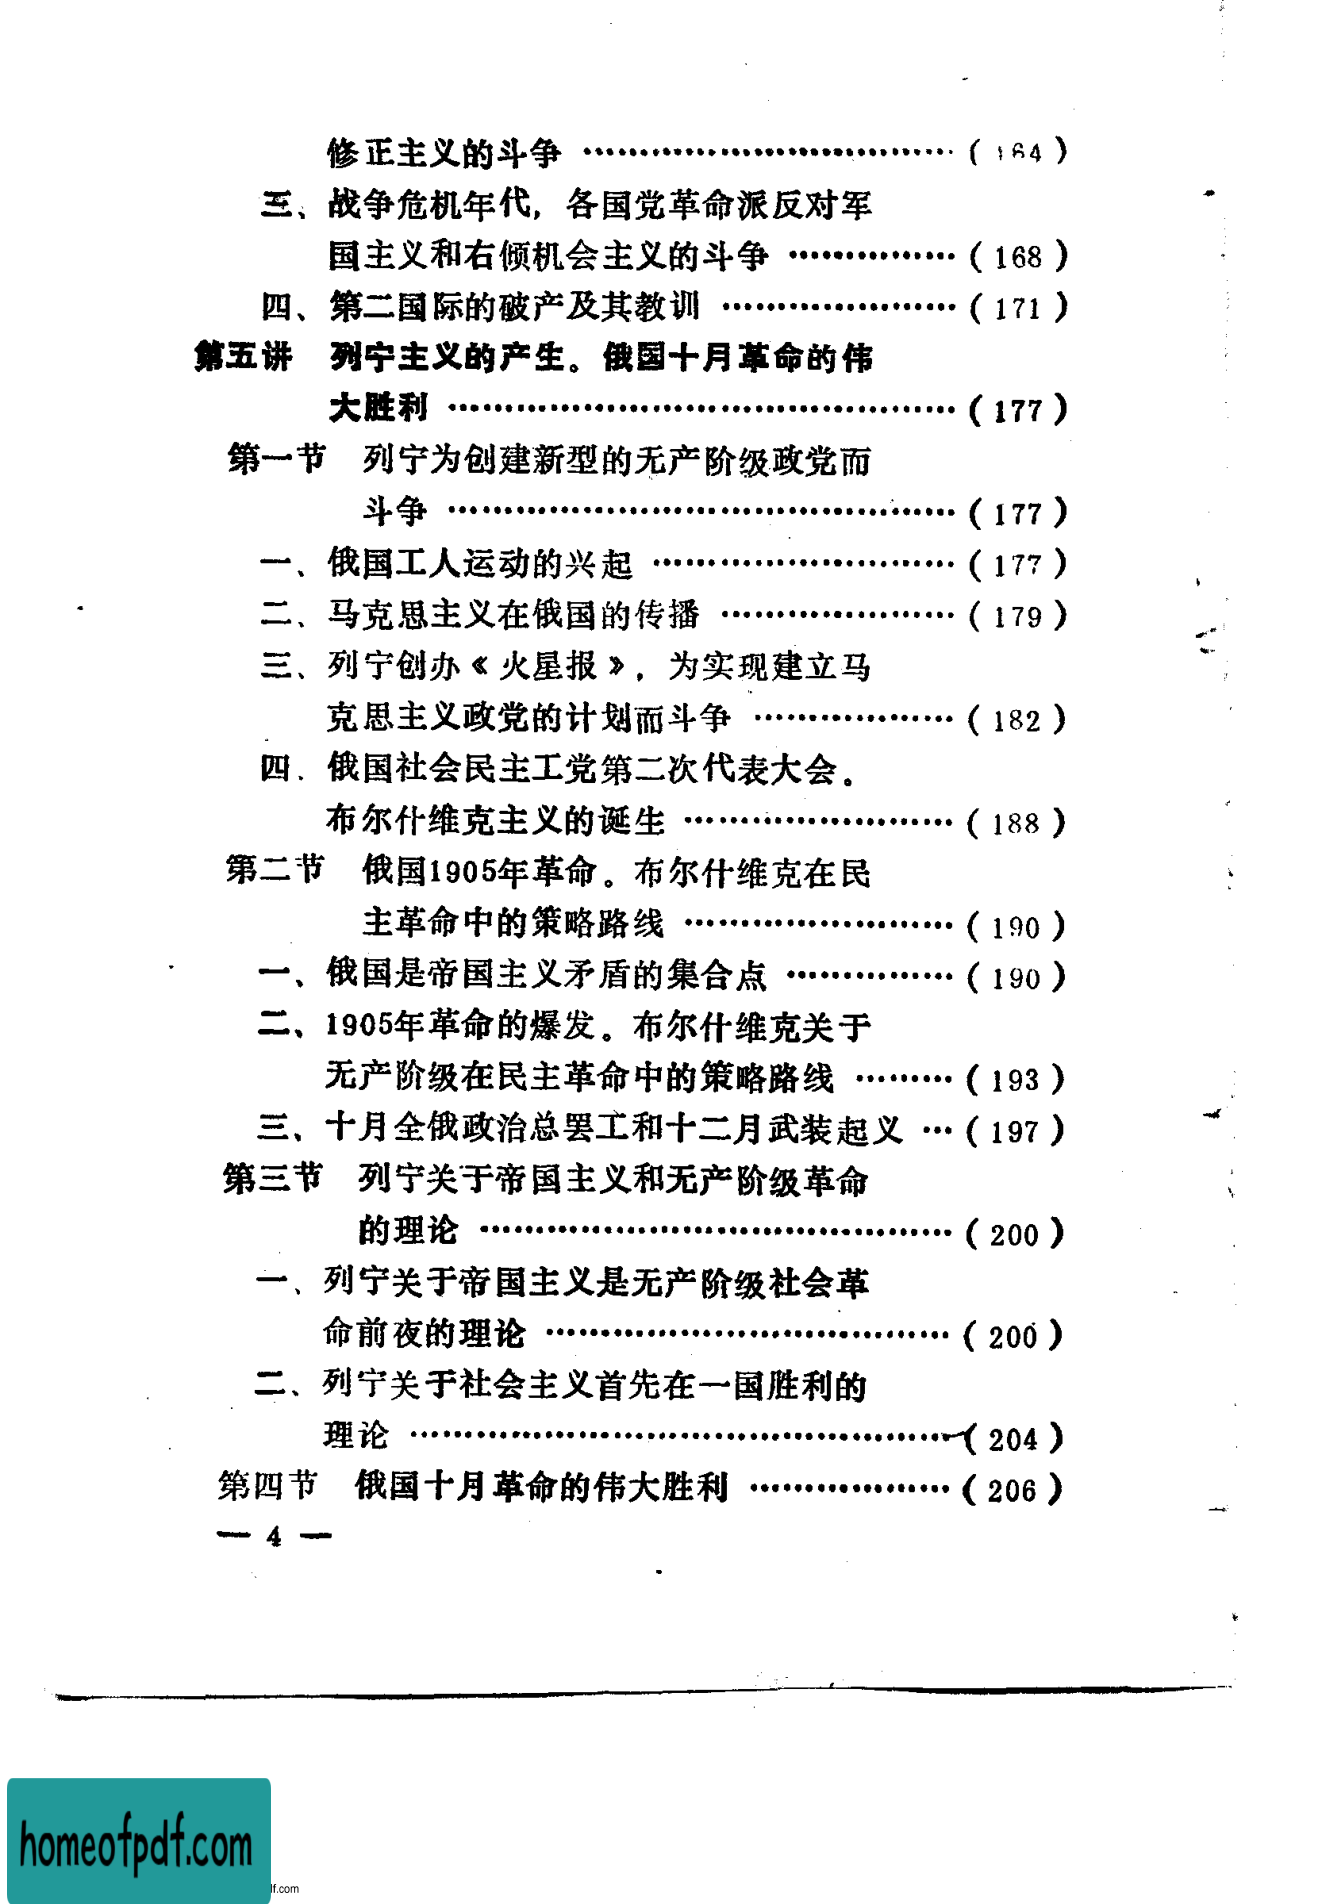 修正主义的斗争 ……………………………( 164 )
三、战争危机年代，各国党革命派反对军
国主义和右倾机会主义的斗争 ……………( 168 )
四、第二国际的破产及其教训 …………………( 171 )
第五讲 列宁主义的产生。俄国十月革命的伟
大胜利 ………………………………………( 177 )
第一节 列宁为创建新型的无产阶级政党而
斗争 ………………………………………( 177 )
一、俄国工人运动的兴起 ………………………( 177 )
二、马克思主义在俄国的传播 …………………( 179 )
三、列宁创办《火星报》，为实现建立马
克思主义政党的计划而斗争 ………………( 182 )
四、俄国社会民主工党第二次代表大会。
布尔什维克主义的诞生 ……………………( 188 )
第二节 俄国1905年革命。布尔什维克在民
主革命中的策略路线 ……………………( 190 )
一、俄国是帝国主义矛盾的集合点 ……………( 190 )
二、1905年革命的爆发。布尔什维克关于
无产阶级在民主革命中的策略路线 ………( 193 )
三、十月全俄政治总罢工和十二月武装起义 …( 197 )
第三节 列宁关于帝国主义和无产阶级革命
的理论 ……………………………………( 200 )
一、列宁关于帝国主义是无产阶级社会革
命前夜的理论 ………………………………( 200 )
二、列宁关于社会主义首先在一国胜利的
理论 …………………………………………( 204 )
第四节 俄国十月革命的伟大胜利 ………………( 206 )
— 4 —
homeofpdf.com
df.com